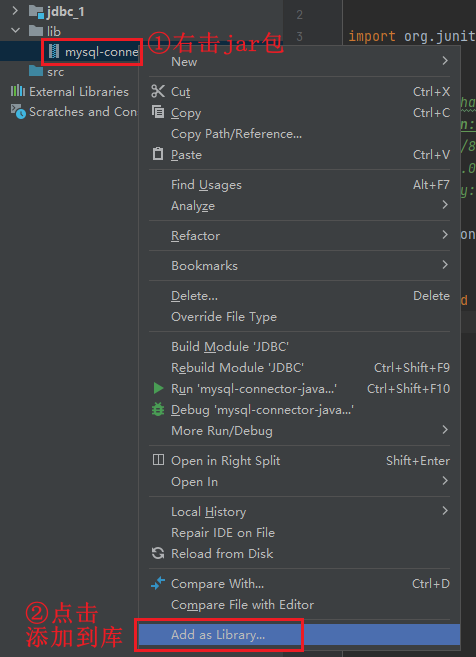 jdbc_1
lib
mysql-conne
①右击jar包
src
External Libraries
Scratches and Con
2
3
import org.junit
New
Cut Ctrl+X
Copy Ctrl+C
Copy Path/Reference...
Paste Ctrl+V
Find Usages Alt+F7
Analyze
Refactor
Bookmarks
Delete... Delete
Override File Type
Build Module 'JDBC'
Rebuild Module 'JDBC' Ctrl+Shift+F9
Run 'mysql-connector-java...' Ctrl+Shift+F10
Debug 'mysql-connector-java...'
More Run/Debug
Open in Right Split Shift+Enter
Open In
Local History
Repair IDE on File
Reload from Disk
Compare With... Ctrl+D
Compare File with Editor
②点击
添加到库
Add as Library...